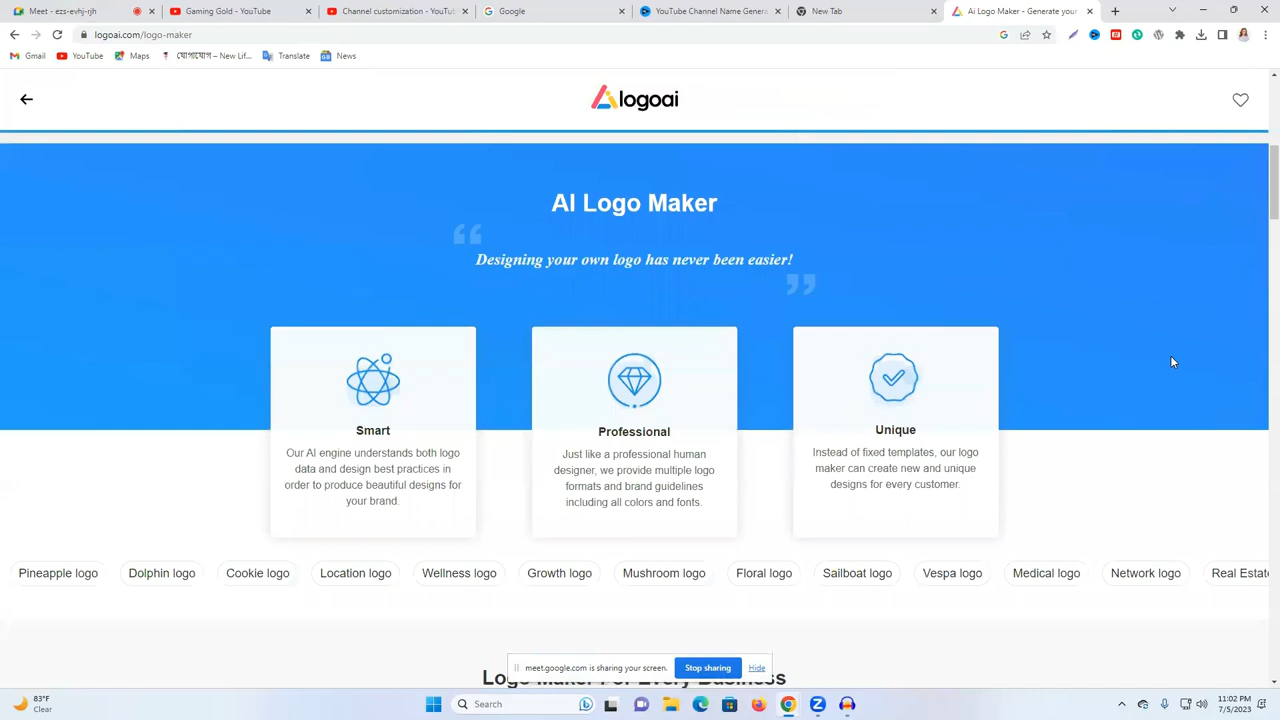 Meet - ezs-evhj-rjh
Gaming Gold - YouTube
Channel customization - YouTub
Google
YouTube Channel Name Genera
New Tab
Ai Logo Maker - Generate your
logoai.com/logo-maker
Gmail
YouTube
Maps
যোগাযোগ – New Lif...
Translate
News
logoai
AI Logo Maker
“
Designing your own logo has never been easier!
”
Smart
Our AI engine understands both logo
data and design best practices in
order to produce beautiful designs for
your brand.
Professional
Just like a professional human
designer, we provide multiple logo
formats and brand guidelines
including all colors and fonts.
Unique
Instead of fixed templates, our logo
maker can create new and unique
designs for every customer.
Pineapple logo
Dolphin logo
Cookie logo
Location logo
Wellness logo
Growth logo
Mushroom logo
Floral logo
Sailboat logo
Vespa logo
Medical logo
Network logo
Real Estate
Logo Maker For Every Business
meet.google.com is sharing your screen.
Stop sharing
Hide
83°F
Clear
Search
11:02 PM
7/5/2023